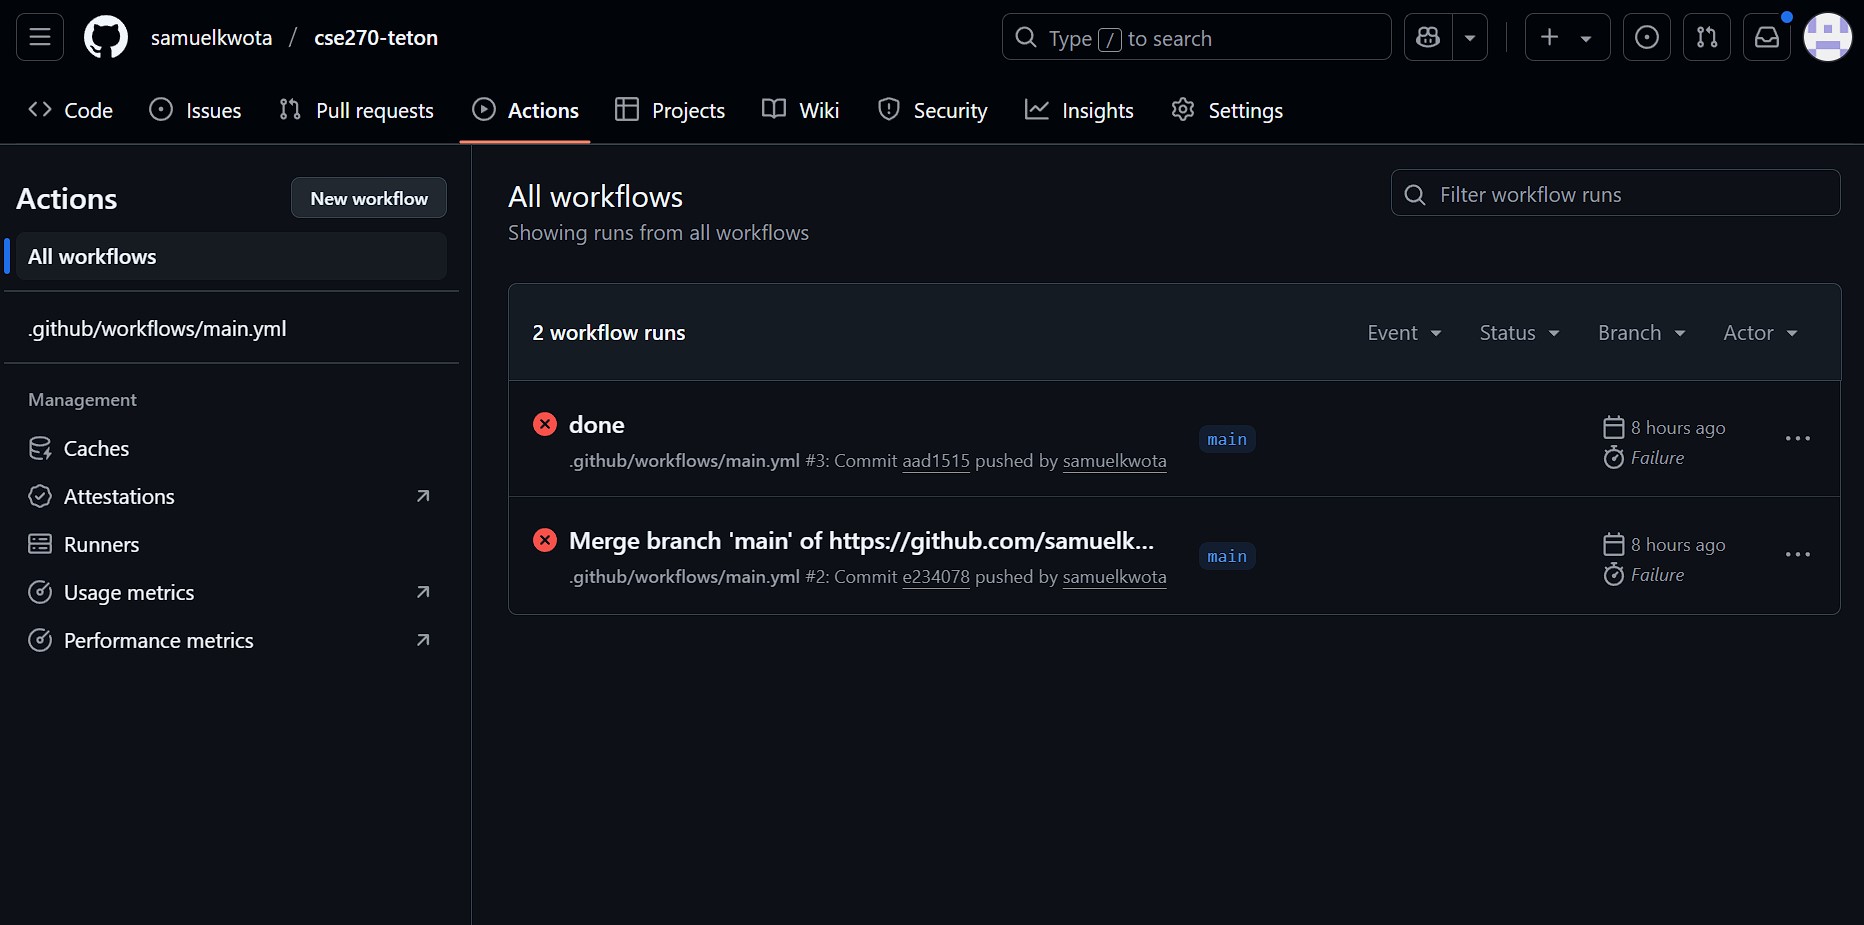 samuelkwota / cse270-teton
Type / to search
Code Issues Pull requests Actions Projects Wiki Security Insights Settings
Actions
New workflow
All workflows
.github/workflows/main.yml
Management
Caches
Attestations
Runners
Usage metrics
Performance metrics
All workflows
Showing runs from all workflows
Filter workflow runs
2 workflow runs
Event Status Branch Actor
done
.github/workflows/main.yml #3: Commit aad1515 pushed by samuelkwota
main
8 hours ago
Failure
Merge branch 'main' of https://github.com/samuelk...
.github/workflows/main.yml #2: Commit e234078 pushed by samuelkwota
main
8 hours ago
Failure